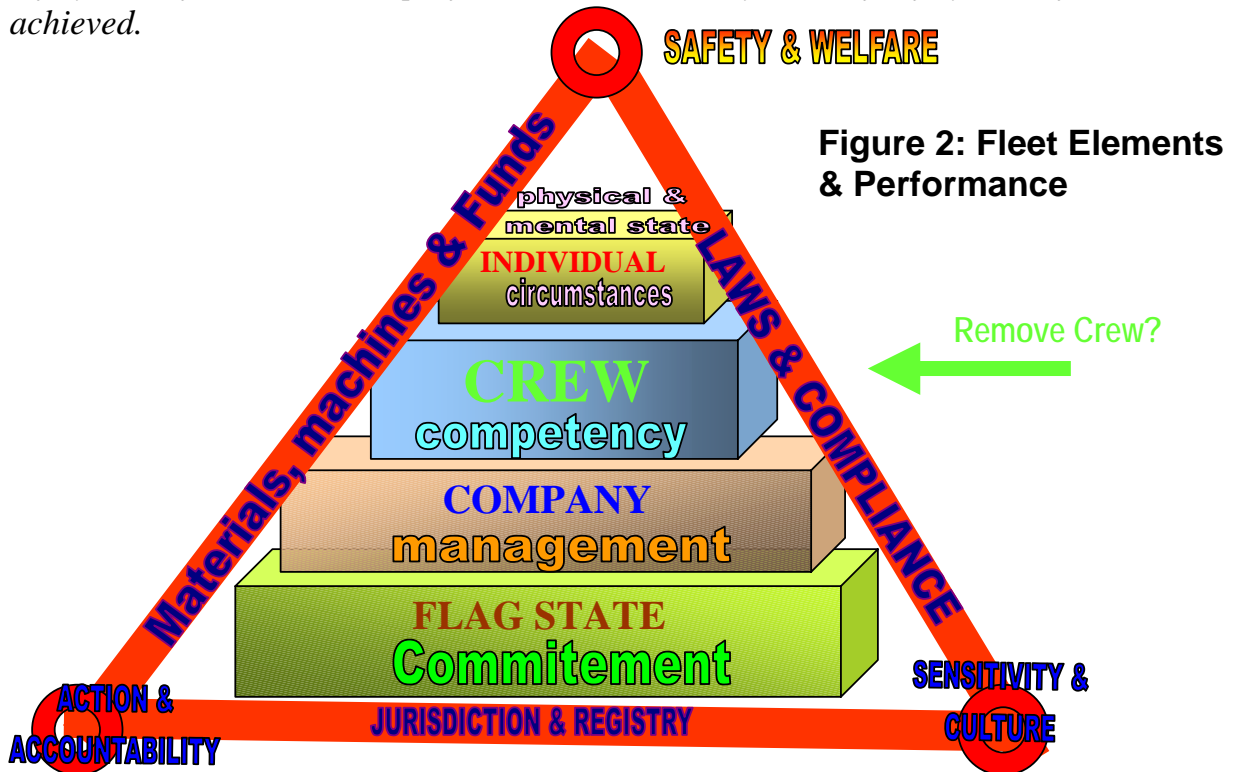 achieved.
SAFETY & WELFARE
Figure 2: Fleet Elements
& Performance
Materials, machines & Funds
LAWS & COMPLIANCE
physical &
mental state
INDIVIDUAL
circumstances
Remove Crew?
CREW
competency
COMPANY
management
FLAG STATE
Commitement
ACTION &
ACCOUNTABILITY
JURISDICTION & REGISTRY
SENSITIVITY &
CULTURE